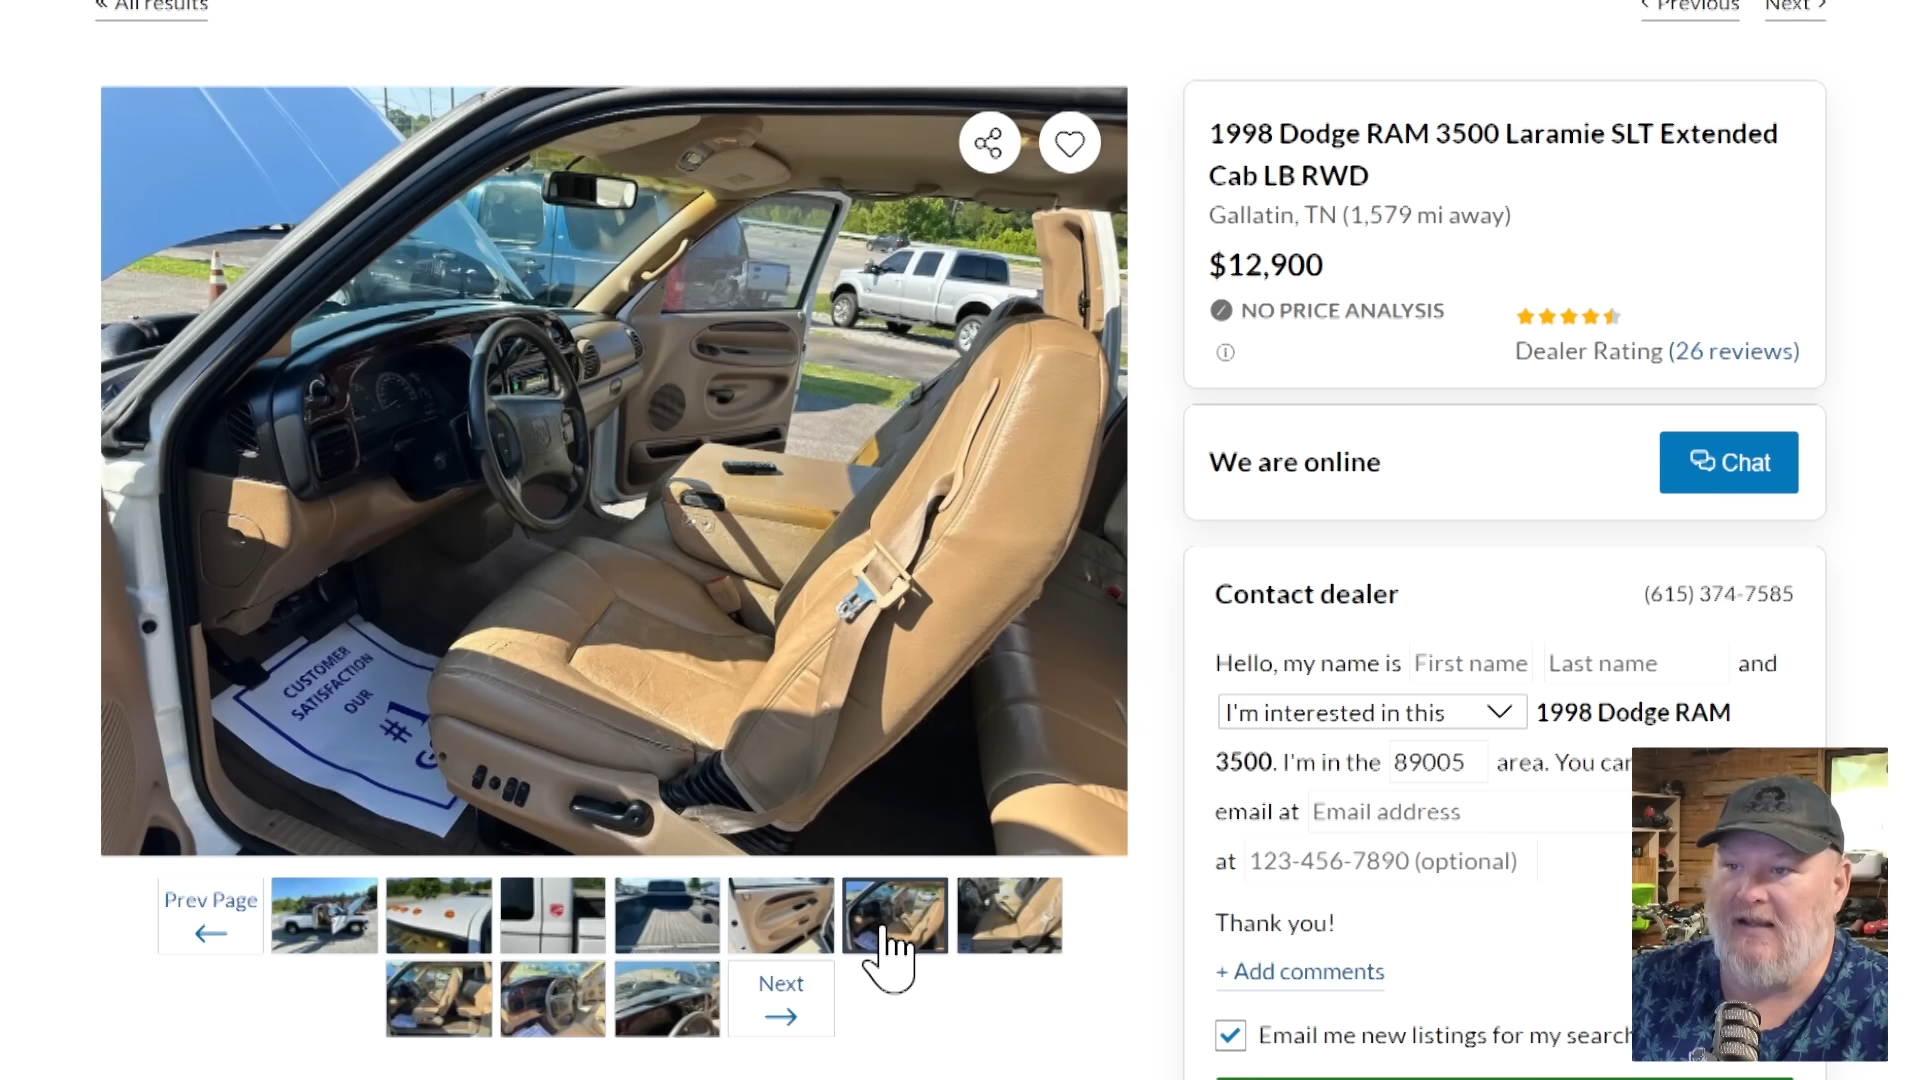 « All results
Previous
Next
1998 Dodge RAM 3500 Laramie SLT Extended
Cab LB RWD
Gallatin, TN (1,579 mi away)
$12,900
NO PRICE ANALYSIS
Dealer Rating (26 reviews)
We are online
Chat
Contact dealer
(615) 374-7585
Hello, my name is First name Last name and
I'm interested in this 1998 Dodge RAM
3500. I'm in the 89005 area. You can
email at Email address
at 123-456-7890 (optional)
Thank you!
+ Add comments
Email me new listings for my search
CUSTOMER
SATISFACTION
OUR
#1
Prev Page
Next